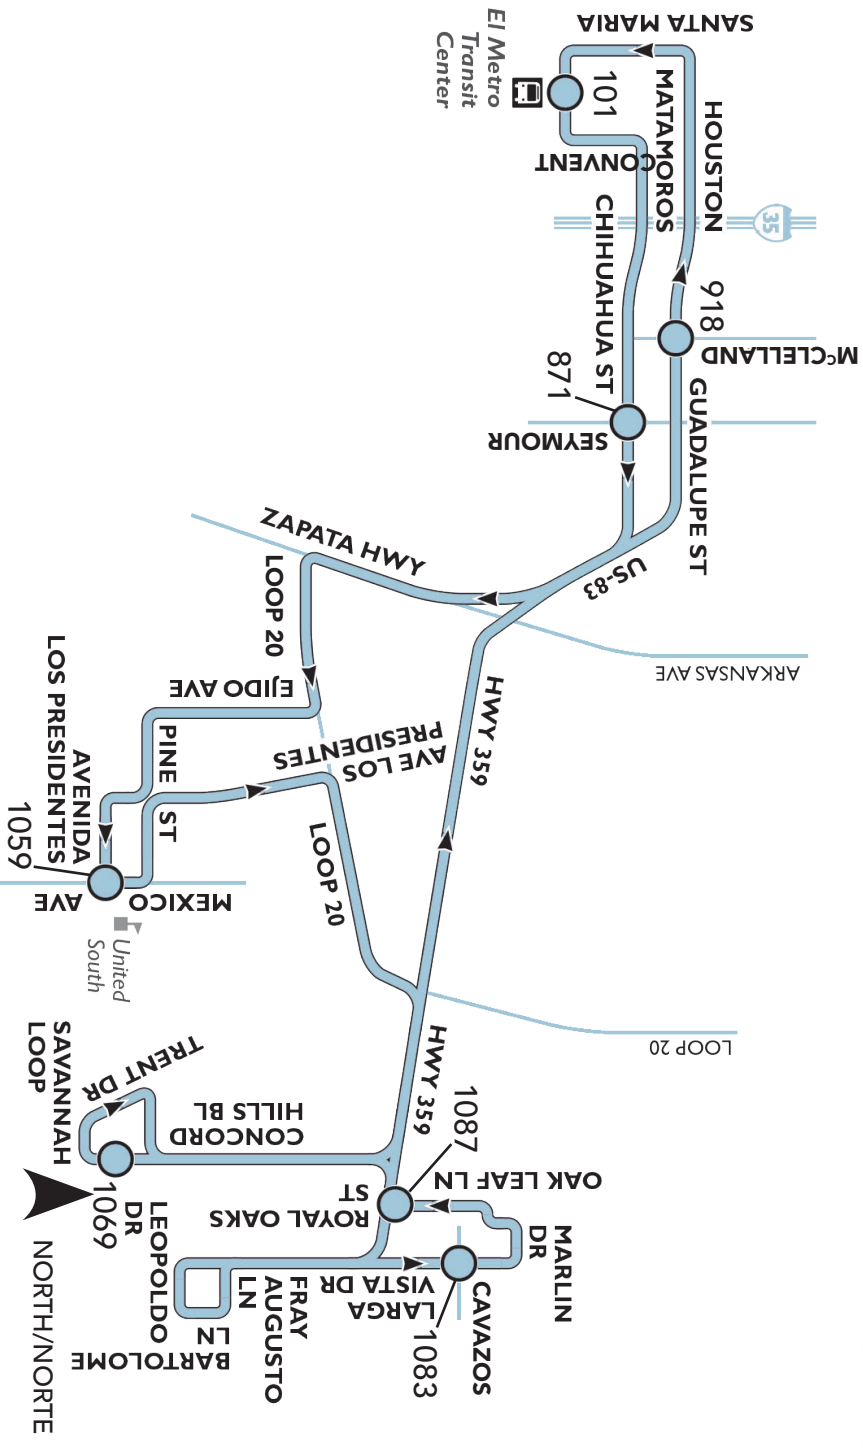 SANTA MARIA
El Metro
Transit
Center
101
MATAMOROS
HOUSTON
CONVENT
35
CHIHUAHUA ST
918
McCLELLAND
871
SEYMOUR
GUADALUPE ST
US-83
ZAPATA HWY
ARKANSAS AVE
LOOP 20
EJIDO AVE
HWY 359
AVE LOS
PRESIDENTES
PINE ST
AVENIDA
LOS PRESIDENTES
1059
MEXICO AVE
United
South
LOOP 20
LOOP 20
HWY 359
SAVANNAH
LOOP
TRENT DR
CONCORD
HILLS BL
1069
1087
OAK LEAF LN
ROYAL OAKS
ST
MARLIN
DR
LEOPOLDO
DR
BARTOLOME
LN
FRAY
AUGUSTO
LN
LARGA
VISTA DR
1083
CAVAZOS
NORTH/NORTE